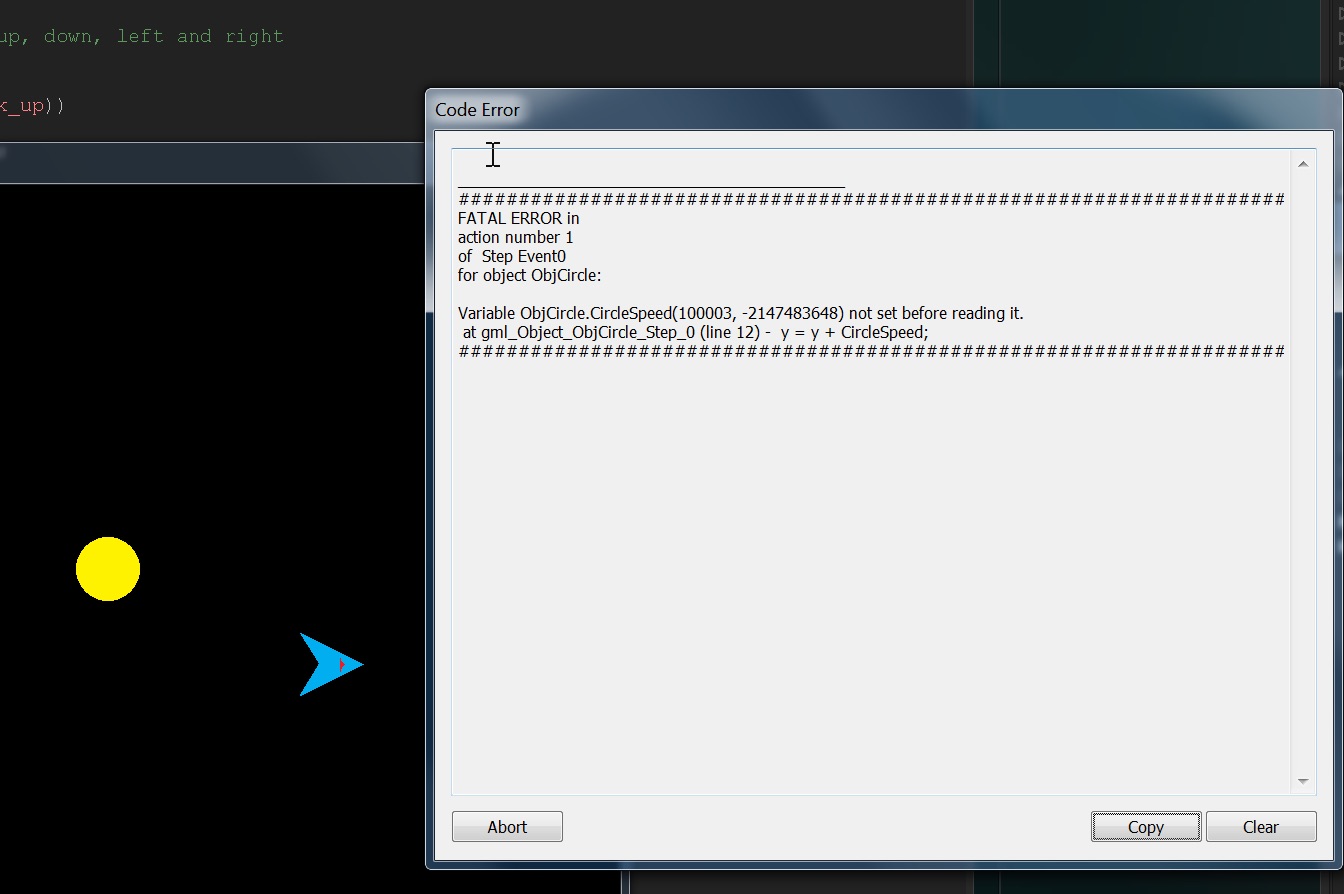 up, down, left and right
k_up))
Code Error
######################################################################
FATAL ERROR in
action number 1
of  Step Event0
for object ObjCircle:
Variable ObjCircle.CircleSpeed(100003, -2147483648) not set before reading it.
 at gml_Object_ObjCircle_Step_0 (line 12) -  y = y + CircleSpeed;
######################################################################
Abort
Copy
Clear